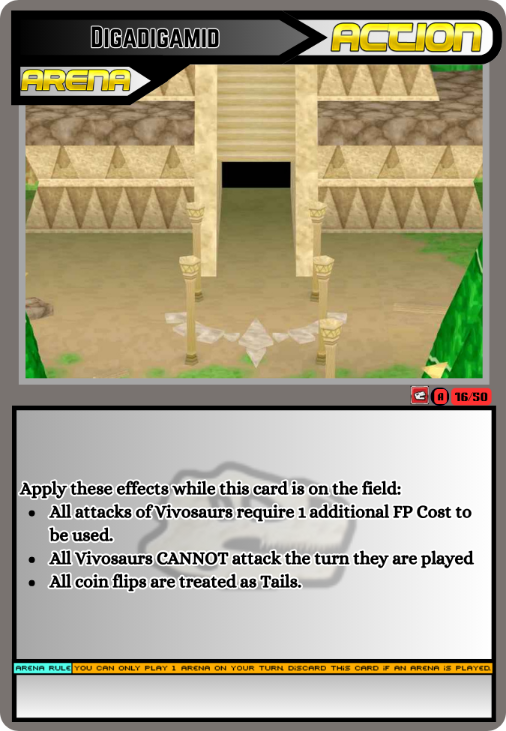 Digadigamid
ACTION
ARENA
A 16/50
Apply these effects while this card is on the field:
• All attacks of Vivosaurs require 1 additional FP Cost to
be used.
• All Vivosaurs CANNOT attack the turn they are played
• All coin flips are treated as Tails.
ARENA RULE YOU CAN ONLY PLAY 1 ARENA ON YOUR TURN. DISCARD THIS CARD IF AN ARENA IS PLAYED.